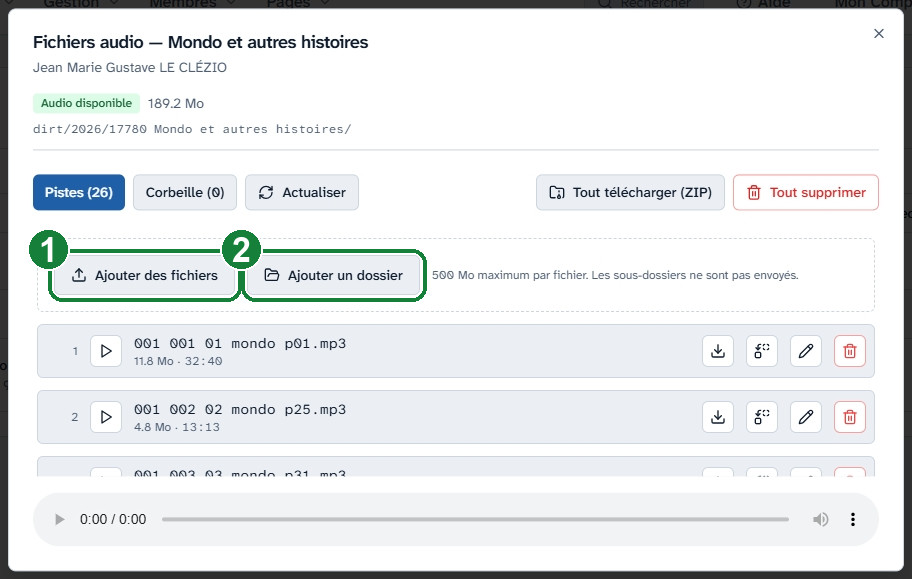 Gestion
Membres
Pages
Rechercher
Aide
Mon Comp
Fichiers audio — Mondo et autres histoires
Jean Marie Gustave LE CLÉZIO
Audio disponible 189.2 Mo
dirt/2026/17780 Mondo et autres histoires/
Pistes (26) Corbeille (0) Actualiser Tout télécharger (ZIP) Tout supprimer
1 2
Ajouter des fichiers Ajouter un dossier 500 Mo maximum par fichier. Les sous-dossiers ne sont pas envoyés.
1 001 001 01 mondo p01.mp3
11.8 Mo · 32:40
2 001 002 02 mondo p25.mp3
4.8 Mo · 13:13
001 003 03 mondo p31.mp3
0:00 / 0:00